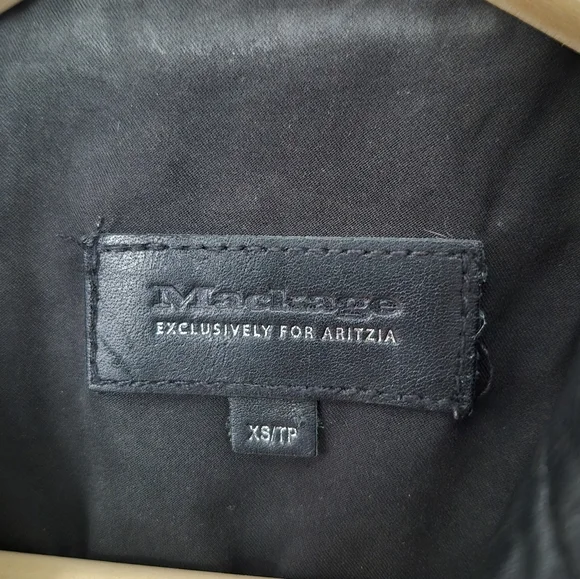 Mackage
EXCLUSIVELY FOR ARITZIA
XS/TP